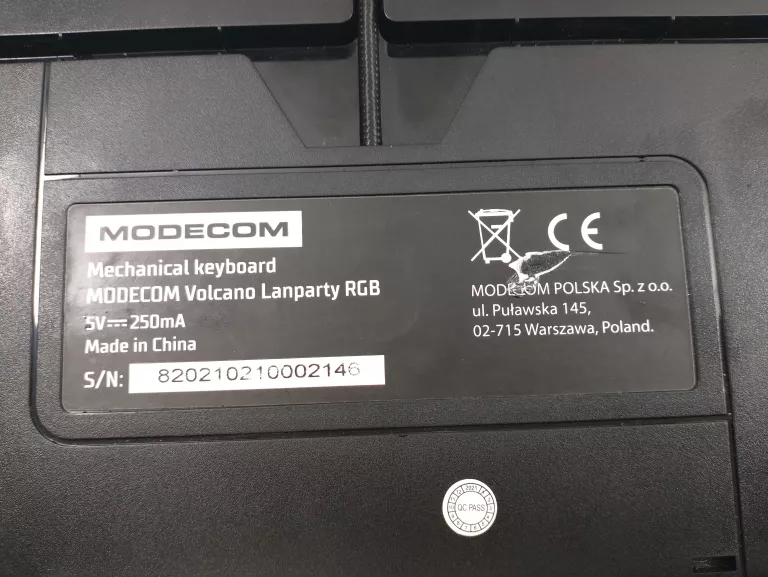 MODECOM
Mechanical keyboard
MODECOM Volcano Lanparty RGB
5V⎓250mA
Made in China
S/N: 820210210002146
CE
MODECOM POLSKA Sp. z o.o.
ul. Puławska 145,
02-715 Warszawa, Poland.
2021
QC PASS